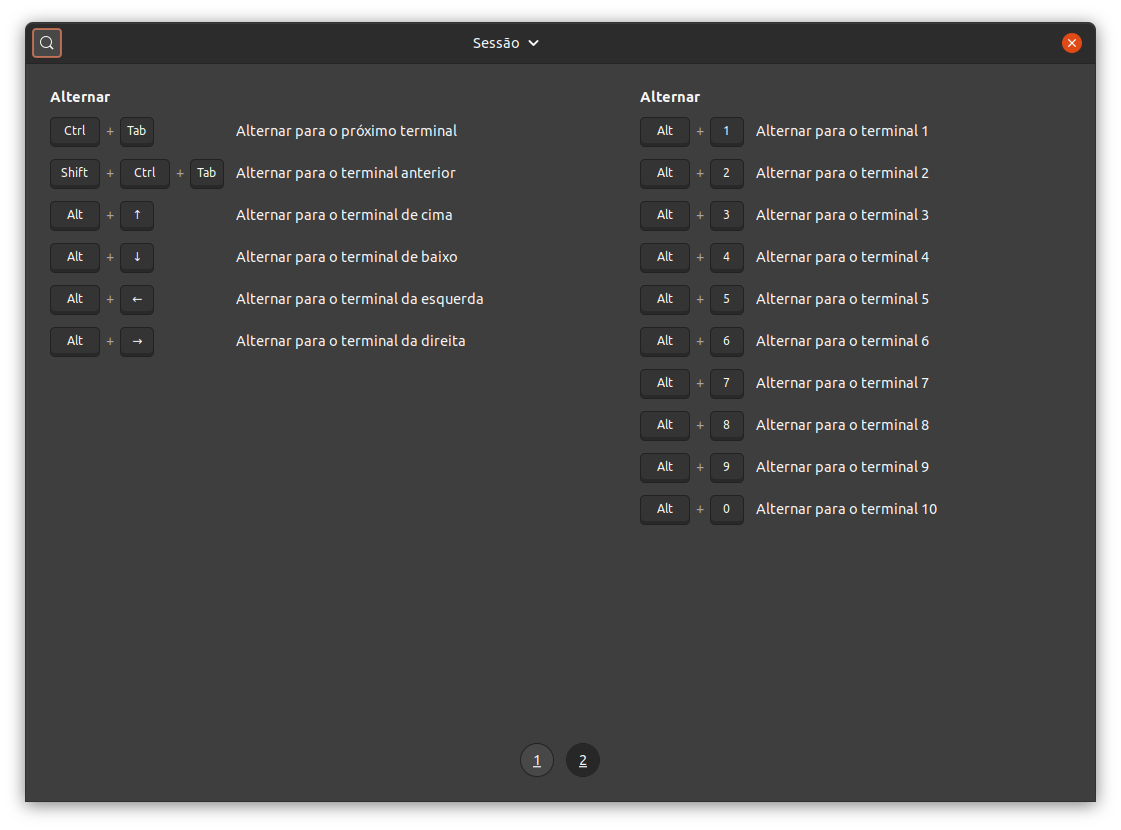 Sessão
Alternar
Ctrl + Tab Alternar para o próximo terminal
Shift + Ctrl + Tab Alternar para o terminal anterior
Alt + ↑ Alternar para o terminal de cima
Alt + ↓ Alternar para o terminal de baixo
Alt + ← Alternar para o terminal da esquerda
Alt + → Alternar para o terminal da direita
Alternar
Alt + 1 Alternar para o terminal 1
Alt + 2 Alternar para o terminal 2
Alt + 3 Alternar para o terminal 3
Alt + 4 Alternar para o terminal 4
Alt + 5 Alternar para o terminal 5
Alt + 6 Alternar para o terminal 6
Alt + 7 Alternar para o terminal 7
Alt + 8 Alternar para o terminal 8
Alt + 9 Alternar para o terminal 9
Alt + 0 Alternar para o terminal 10
1 2